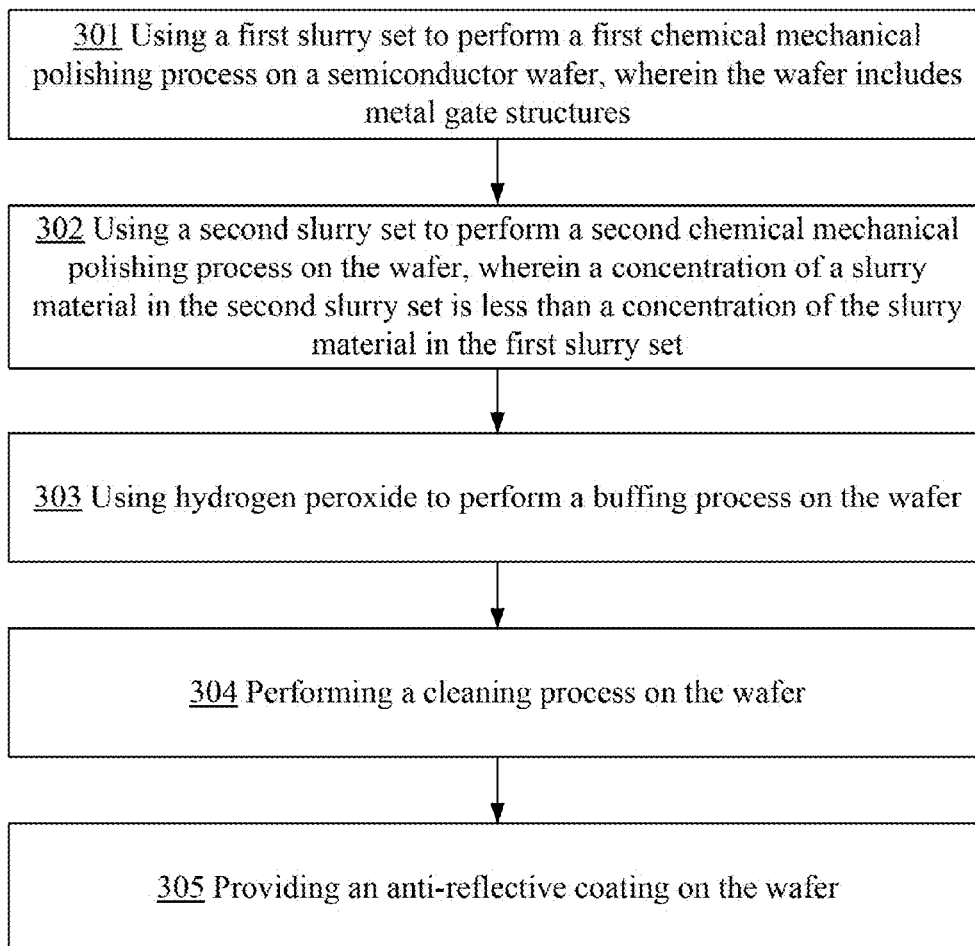 301 Using a first slurry set to perform a first chemical mechanical
polishing process on a semiconductor wafer, wherein the wafer includes
metal gate structures
302 Using a second slurry set to perform a second chemical mechanical
polishing process on the wafer, wherein a concentration of a slurry
material in the second slurry set is less than a concentration of the slurry
material in the first slurry set
303 Using hydrogen peroxide to perform a buffing process on the wafer
304 Performing a cleaning process on the wafer
305 Providing an anti-reflective coating on the wafer